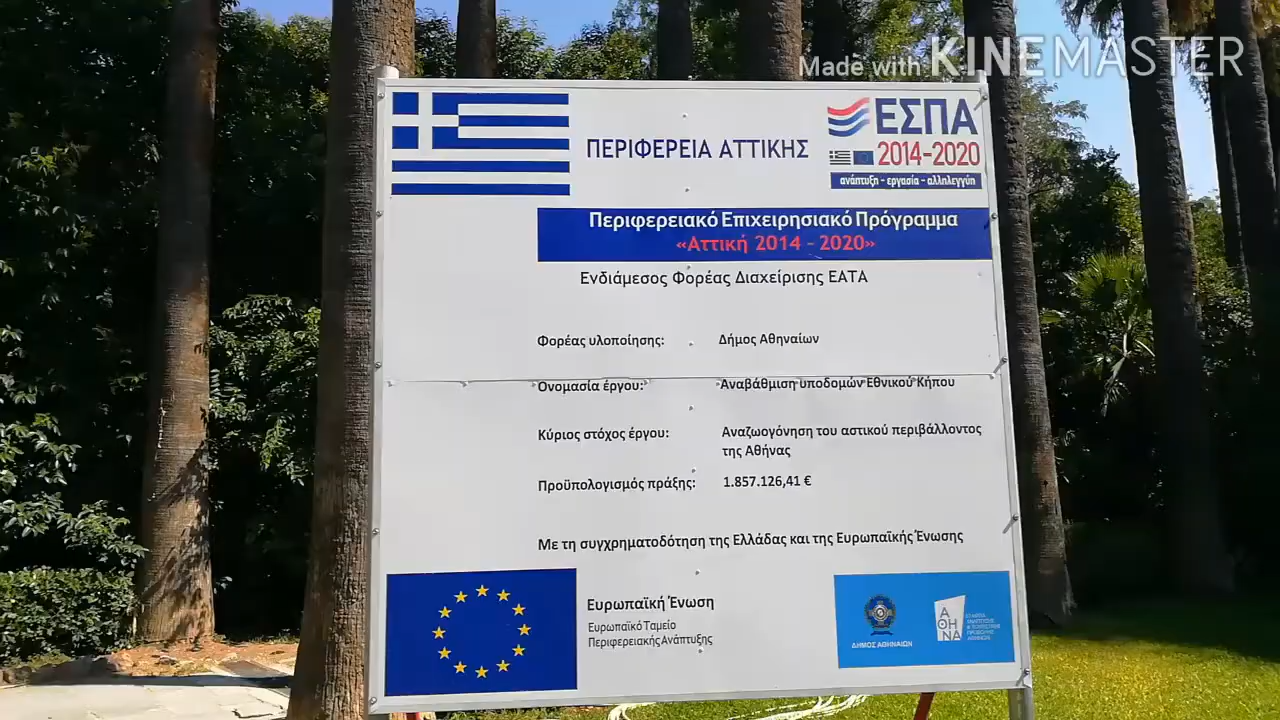 Made with KINEMASTER
ΠΕΡΙΦΕΡΕΙΑ ΑΤΤΙΚΗΣ
ΕΣΠΑ
2014-2020
ανάπτυξη - εργασία - αλληλεγγύη
Περιφερειακό Επιχειρησιακό Πρόγραμμα
«Αττική 2014 - 2020»
Ενδιάμεσος Φορέας Διαχείρισης ΕΑΤΑ
Φορέας υλοποίησης: Δήμος Αθηναίων
Ονομασία έργου: Αναβάθμιση υποδομών Εθνικού Κήπου
Κύριος στόχος έργου: Αναζωογόνηση του αστικού περιβάλλοντος
της Αθήνας
Προϋπολογισμός πράξης: 1.857.126,41 €
Με τη συγχρηματοδότηση της Ελλάδας και της Ευρωπαϊκής Ένωσης
Ευρωπαϊκή Ένωση
Ευρωπαϊκό Ταμείο
Περιφερειακής Ανάπτυξης
ΔΗΜΟΣ ΑΘΗΝΑΙΩΝ
ΑΘΗΝΑ